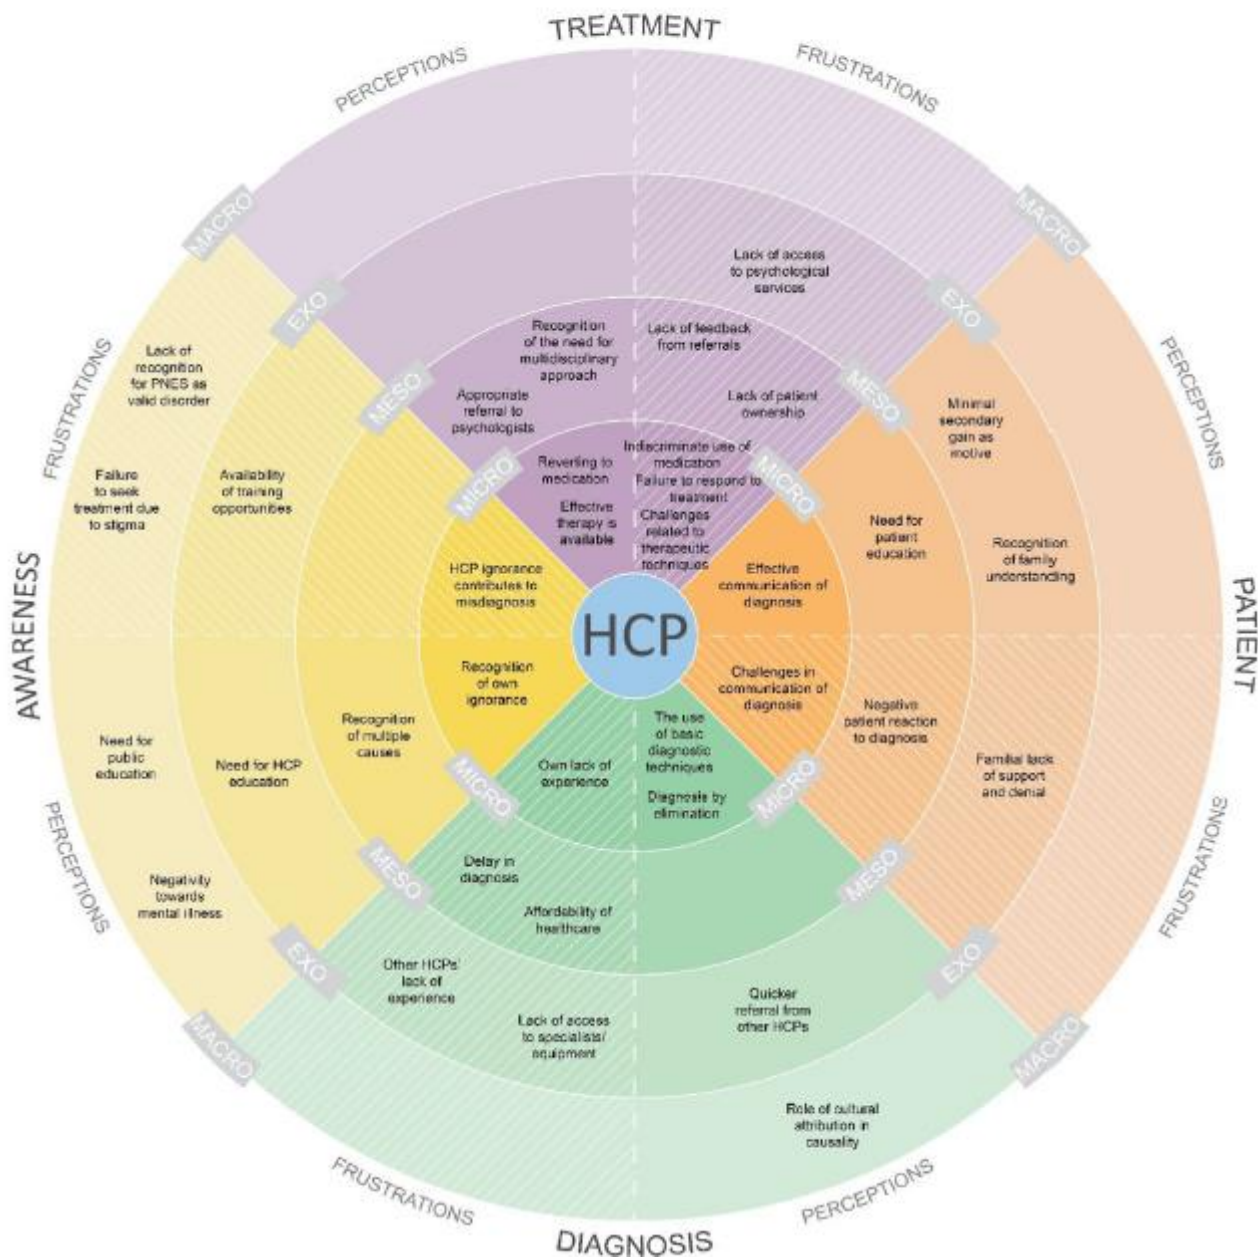 TREATMENT
PERCEPTIONS
FRUSTRATIONS
MACRO
MACRO
EXO
EXO
MESO
MESO
MICRO
MICRO
Lack of access
to psychological
services
Recognition
of the need for
multidisciplinary
approach
Lack of feedback
from referrals
Appropriate
referral to
psychologists
Lack of patient
ownership
Reverting to
medication
Effective
therapy is
available
Indiscriminate use of
medication
Failure to respond to
treatment
Challenges
related to
therapeutic
techniques
AWARENESS
FRUSTRATIONS
Lack of
recognition
for PNES as
valid disorder
Failure
to seek
treatment due
to stigma
Availability
of training
opportunities
HCP ignorance
contributes to
misdiagnosis
HCP
PATIENT
PERCEPTIONS
Minimal
secondary
gain as
motive
Need for
patient
education
Recognition
of family
understanding
Effective
communication of
diagnosis
PERCEPTIONS
Need for
public
education
Negativity
towards
mental illness
Need for HCP
education
Recognition
of multiple
causes
Recognition
of own
ignorance
FRUSTRATIONS
Challenges in
communication of
diagnosis
Negative
patient reaction
to diagnosis
Familial lack
of support
and denial
MICRO
MICRO
MESO
MESO
EXO
EXO
MACRO
MACRO
Own lack of
experience
The use
of basic
diagnostic
techniques
Diagnosis by
elimination
Delay in
diagnosis
Affordability of
healthcare
Other HCPs'
lack of
experience
Lack of access
to specialists/
equipment
Quicker
referral from
other HCPs
Role of cultural
attribution in
causality
FRUSTRATIONS
PERCEPTIONS
DIAGNOSIS